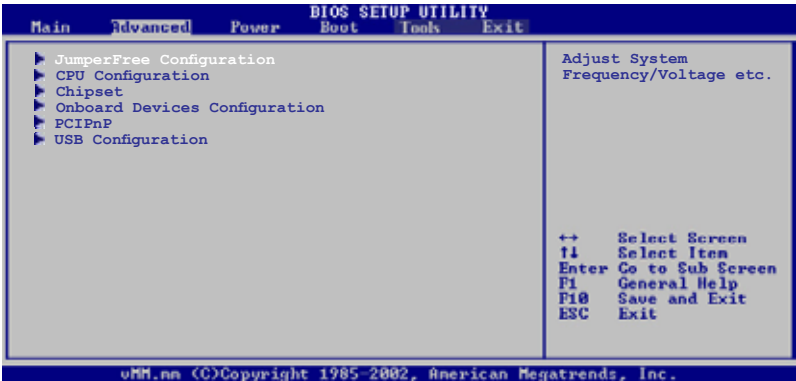 BIOS SETUP UTILITY
Main Advanced Power Boot Tools Exit
JumperFree Configuration
CPU Configuration
Chipset
Onboard Devices Configuration
PCIPnP
USB Configuration
Adjust System
Frequency/Voltage etc.
↔ Select Screen
↑↓ Select Item
Enter Go to Sub Screen
F1 General Help
F10 Save and Exit
ESC Exit
vMM.mm (C)Copyright 1985-2002, American Megatrends, Inc.